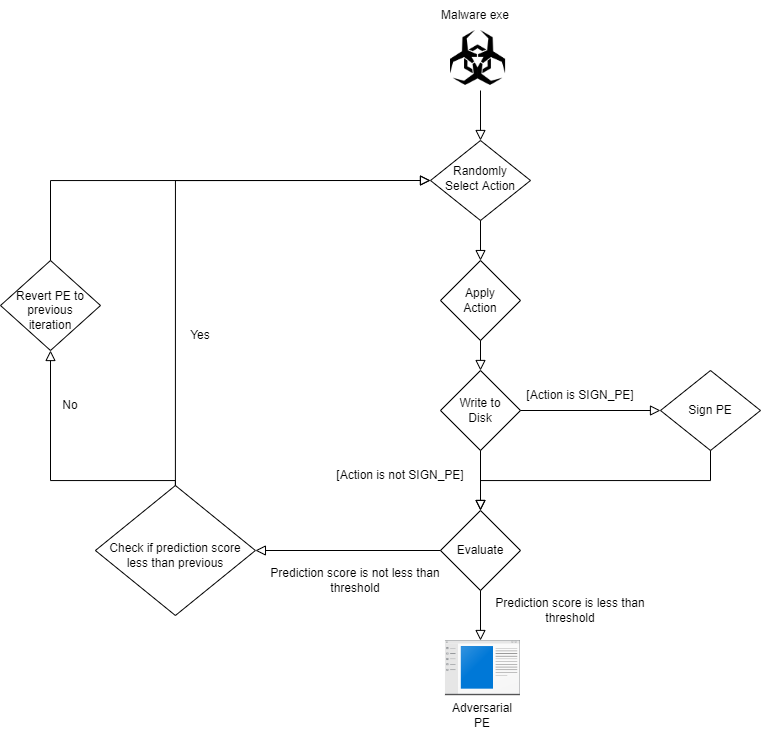 Malware exe
Randomly
Select Action
Revert PE to
previous
iteration
Apply
Action
Yes
No
[Action is SIGN_PE]
Write to
Disk
Sign PE
[Action is not SIGN_PE]
Check if prediction score
less than previous
Evaluate
Prediction score is not less than
threshold
Prediction score is less than
threshold
Adversarial
PE